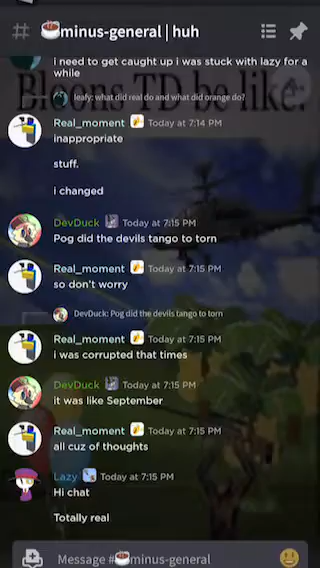 # ☕minus-general | huh
i need to get caught up i was stuck with lazy for a
while
Bloons TD be like:
leafy: what did real do and what did orange do?
Real_moment Today at 7:14 PM
inappropriate
stuff.
i changed
DevDuck Today at 7:15 PM
Pog did the devils tango to torn
Real_moment Today at 7:15 PM
so don't worry
DevDuck: Pog did the devils tango to torn
Real_moment Today at 7:15 PM
i was corrupted that times
DevDuck Today at 7:15 PM
it was like September
Real_moment Today at 7:15 PM
all cuz of thoughts
Lazy Today at 7:15 PM
Hi chat
Totally real
Message #☕minus-general